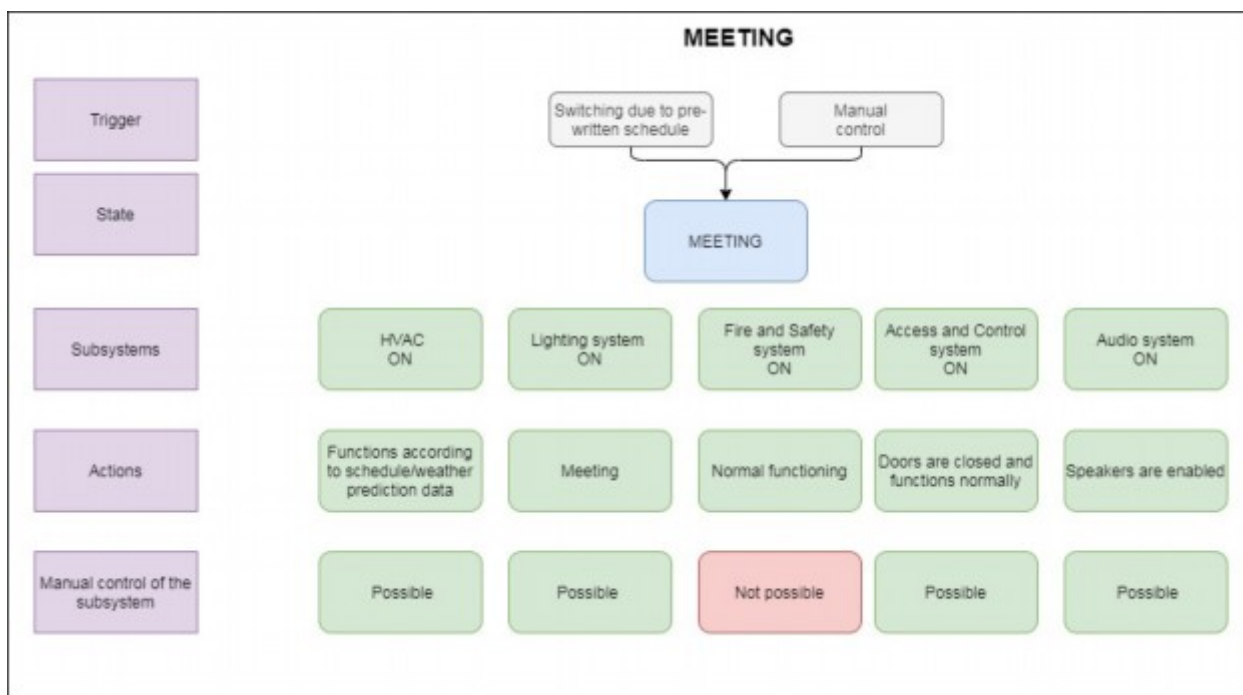 MEETING
Trigger
Switching due to pre-
written schedule
Manual
control
State
MEETING
Subsystems
HVAC
ON
Lighting system
ON
Fire and Safety
system
ON
Access and Control
system
ON
Audio system
ON
Actions
Functions according
to schedule/weather
prediction data
Meeting
Normal functioning
Doors are closed and
functions normally
Speakers are enabled
Manual control of the
subsystem
Possible
Possible
Not possible
Possible
Possible